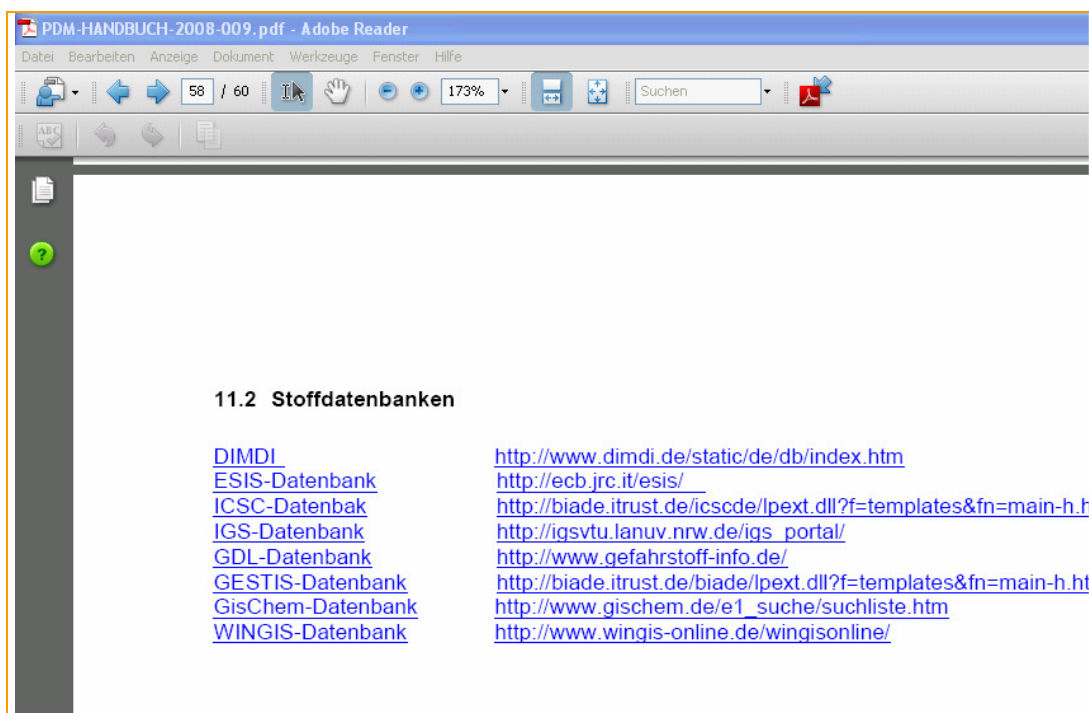 PDM-HANDBUCH-2008-009.pdf - Adobe Reader
Datei Bearbeiten Anzeige Dokument Werkzeuge Fenster Hilfe
58 / 60 173% Suchen
ABC
11.2 Stoffdatenbanken
DIMDI http://www.dimdi.de/static/de/db/index.htm
ESIS-Datenbank http://ecb.jrc.it/esis/
ICSC-Datenbak http://biade.itrust.de/icscde/lpext.dll?f=templates&fn=main-h.h
IGS-Datenbank http://igsvtu.lanuv.nrw.de/igs_portal/
GDL-Datenbank http://www.gefahrstoff-info.de/
GESTIS-Datenbank http://biade.itrust.de/biade/lpext.dll?f=templates&fn=main-h.ht
GisChem-Datenbank http://www.gischem.de/e1_suche/suchliste.htm
WINGIS-Datenbank http://www.wingis-online.de/wingisonline/